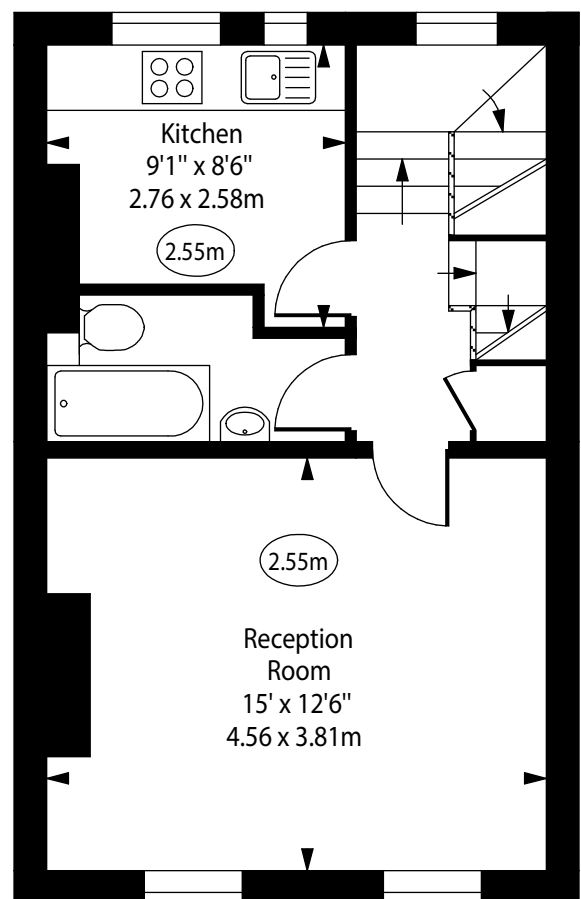 Kitchen
9'1" x 8'6"
2.76 x 2.58m
2.55m
2.55m
Reception
Room
15' x 12'6"
4.56 x 3.81m